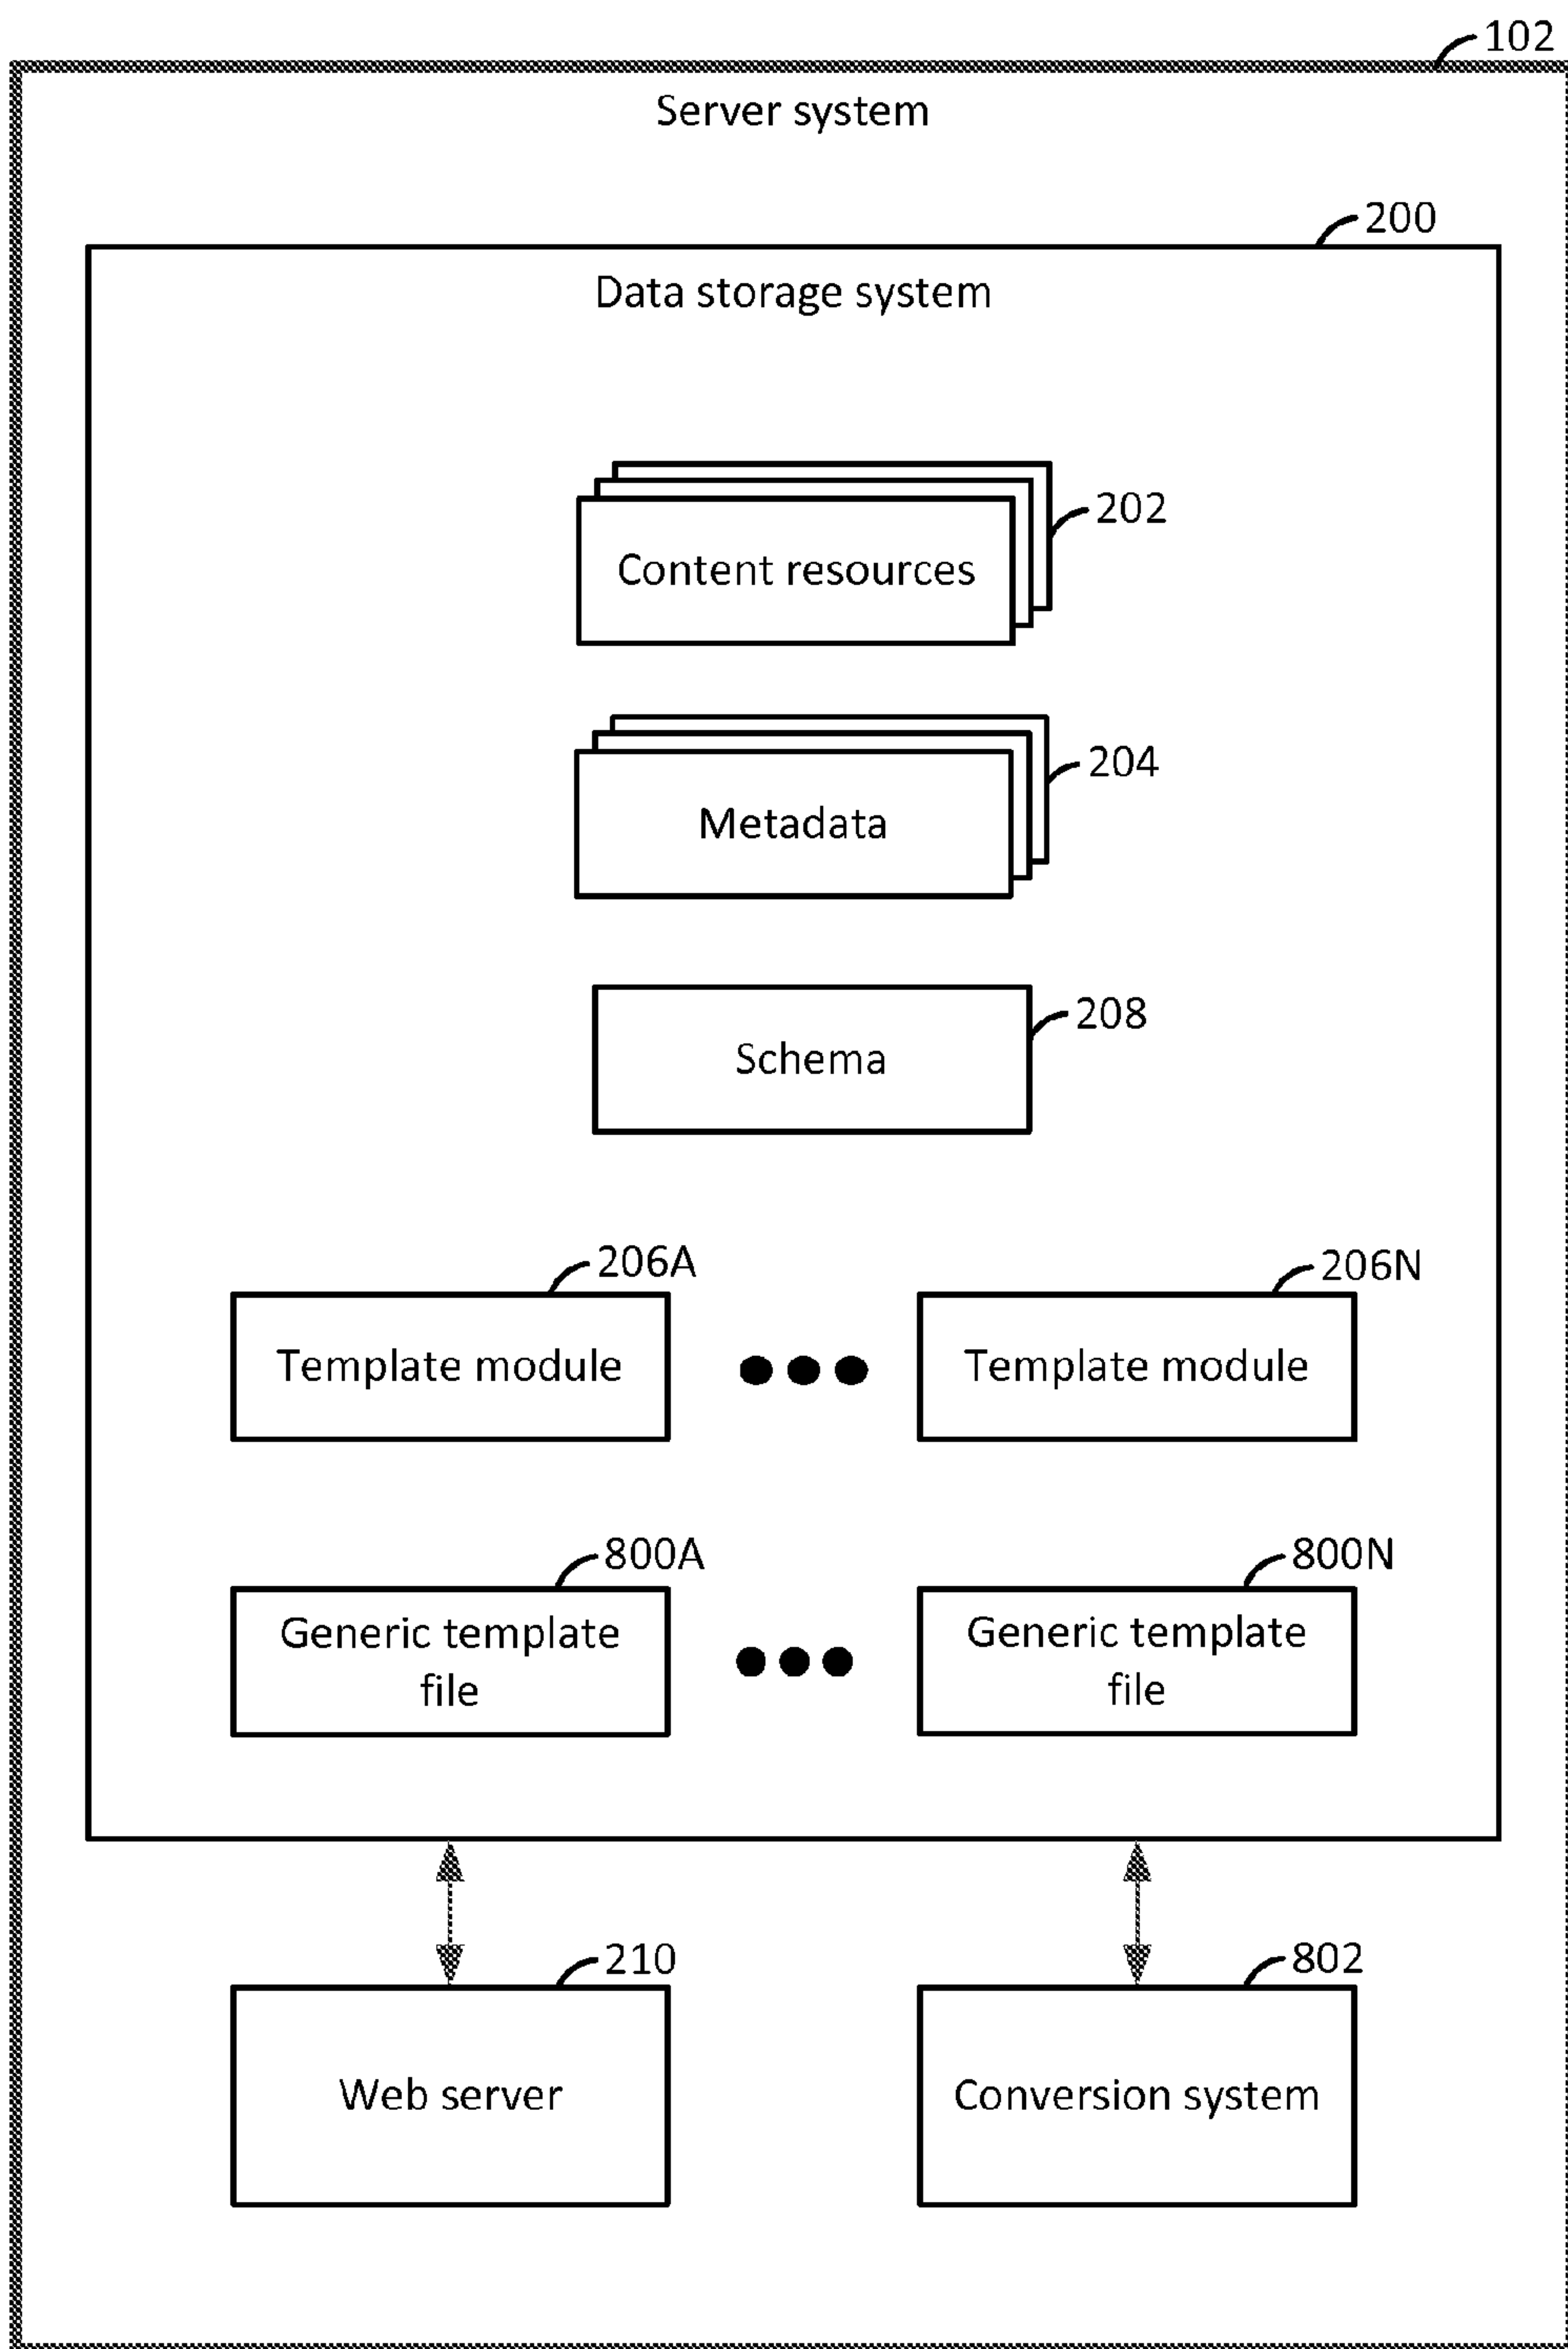 102
Server system
200
Data storage system
202
Content resources
204
Metadata
208
Schema
206A
206N
Template module
Template module
800A
800N
Generic template
file
Generic template
file
210
802
Web server
Conversion system